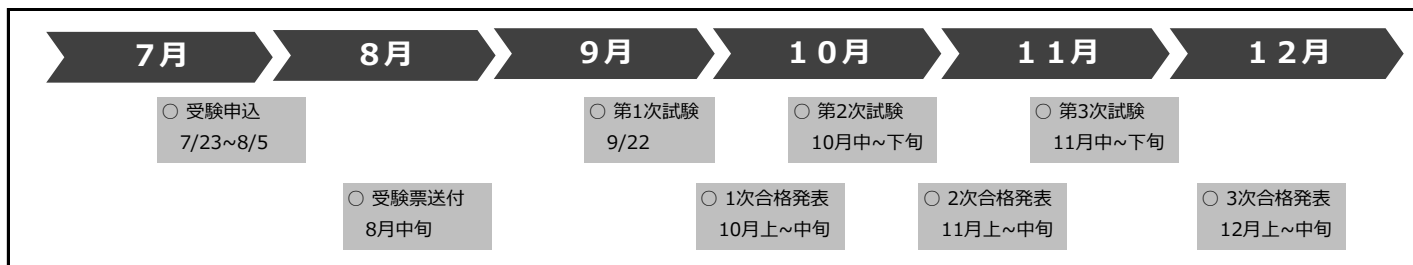 7月 8月 9月 10月 11月 12月
○ 受験申込
7/23~8/5
○ 第1次試験
9/22
○ 第2次試験
10月中~下旬
○ 第3次試験
11月中~下旬
○ 受験票送付
8月中旬
○ 1次合格発表
10月上~中旬
○ 2次合格発表
11月上~中旬
○ 3次合格発表
12月上~中旬